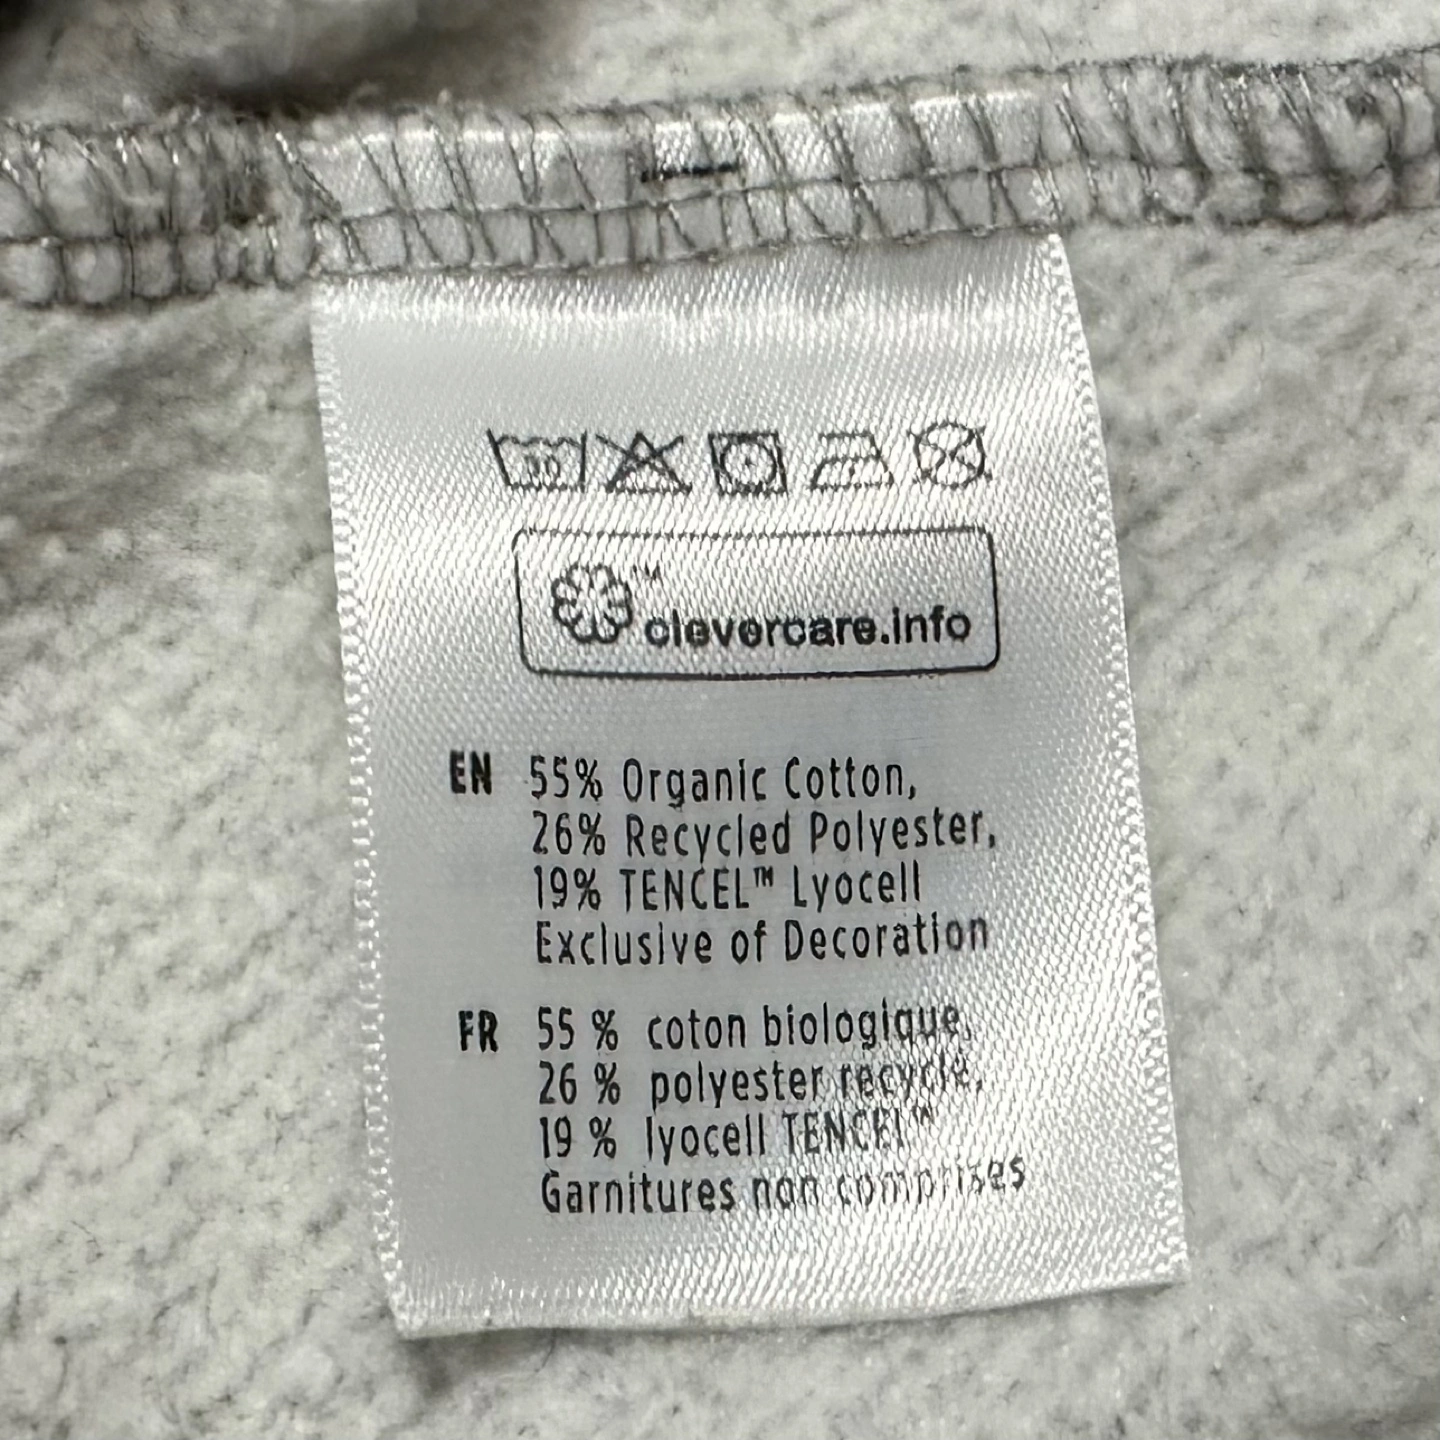 30
™
clevercare.info
EN 55% Organic Cotton,
26% Recycled Polyester,
19% TENCEL™ Lyocell
Exclusive of Decoration
FR 55 % coton biologique,
26 % polyester recyclé,
19 % lyocell TENCEL™
Garnitures non comprises